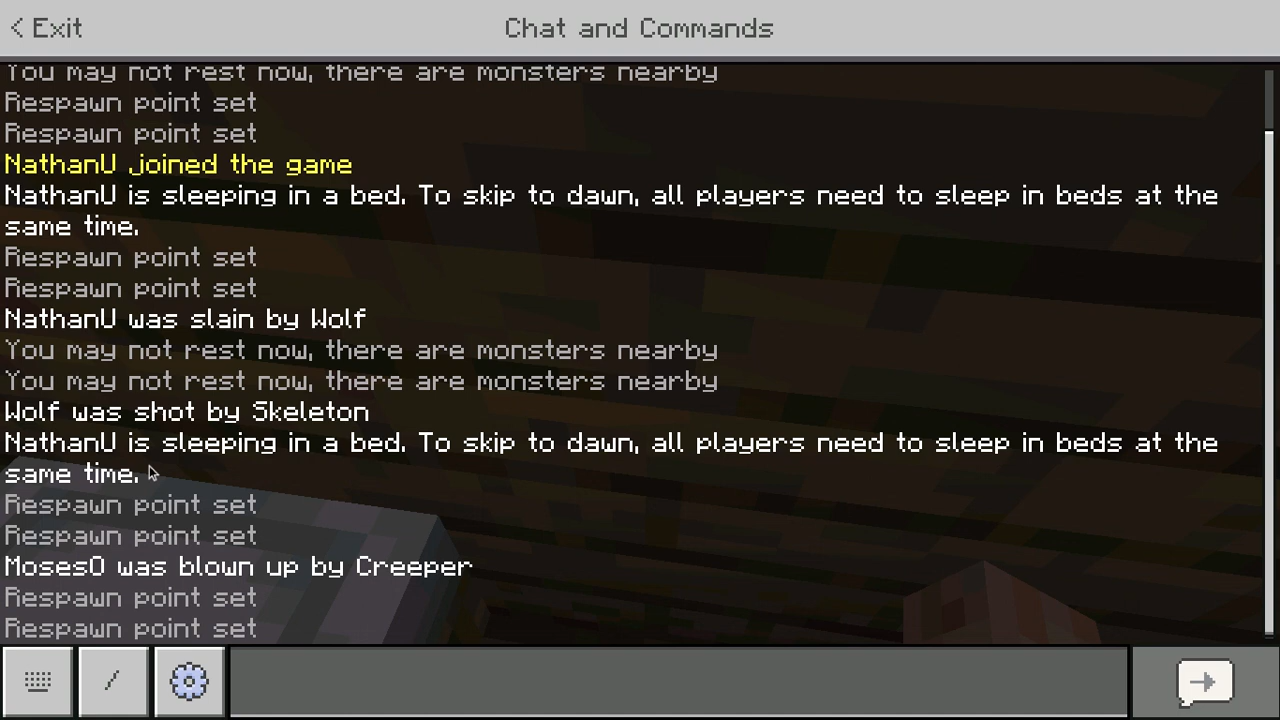 < Exit
Chat and Commands
You may not rest now, there are monsters nearby
Respawn point set
Respawn point set
NathanU joined the game
NathanU is sleeping in a bed. To skip to dawn, all players need to sleep in beds at the
same time.
Respawn point set
Respawn point set
NathanU was slain by Wolf
You may not rest now, there are monsters nearby
You may not rest now, there are monsters nearby
Wolf was shot by Skeleton
NathanU is sleeping in a bed. To skip to dawn, all players need to sleep in beds at the
same time.
Respawn point set
Respawn point set
MosesO was blown up by Creeper
Respawn point set
Respawn point set
/